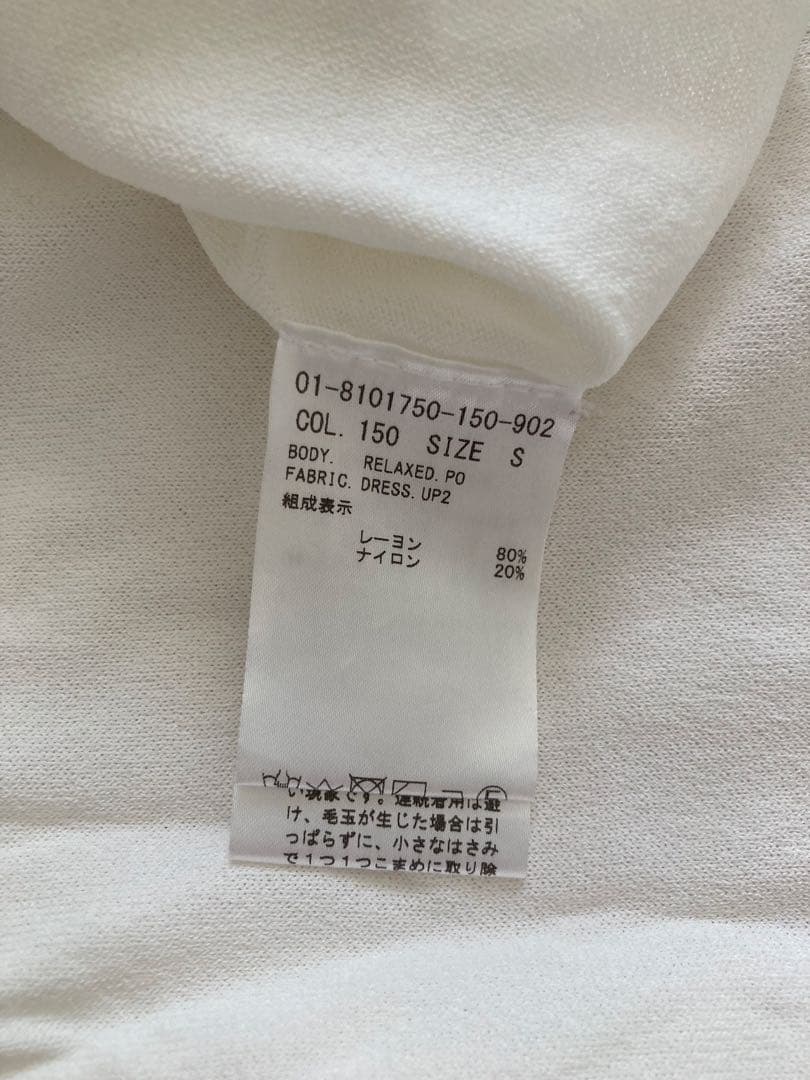 01-8101750-150-902
COL. 150 SIZE S
BODY. RELAXED. PO
FABRIC. DRESS. UP2
組成表示
レーヨン 80%
ナイロン 20%
い現象です。連続着用は避
け、毛玉が生じた場合は引
っぱらずに、小さなはさみ
で1つ1つこまめに取り除